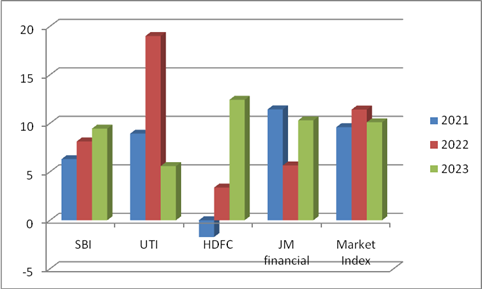 20
15
10
5
0
-5
SBI
UTI
HDFC
JM
financial
Market
Index
2021
2022
2023